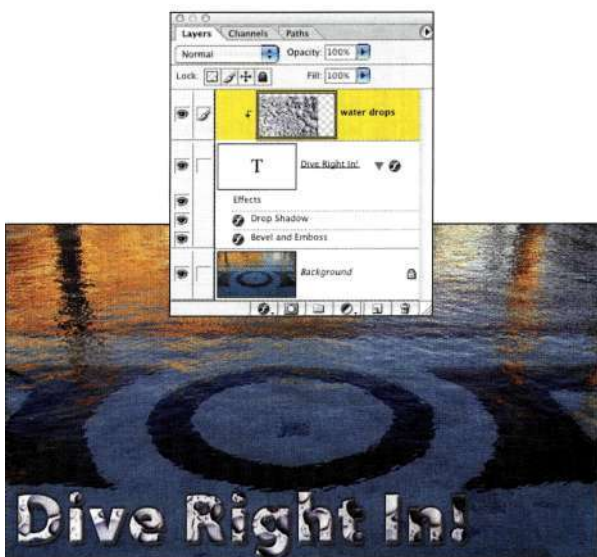 Layers Channels Paths
Normal Opacity: 100%
Lock: Fill: 100%
water drops
T Dive Right In!
Effects
Drop Shadow
Bevel and Emboss
Background
Dive Right In!